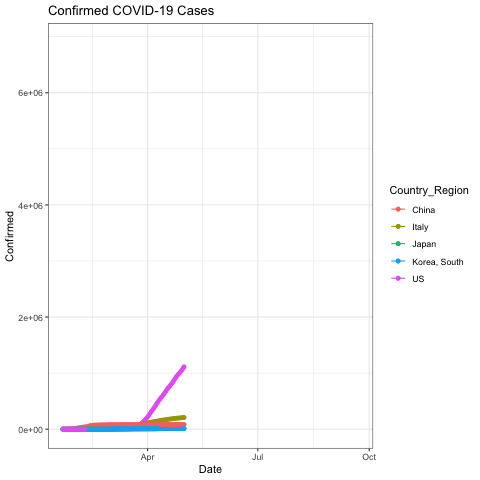 Confirmed COVID-19 Cases
6e+06
4e+06
2e+06
0e+00
Confirmed
Apr
Jul
Oct
Date
Country_Region
China
Italy
Japan
Korea, South
US